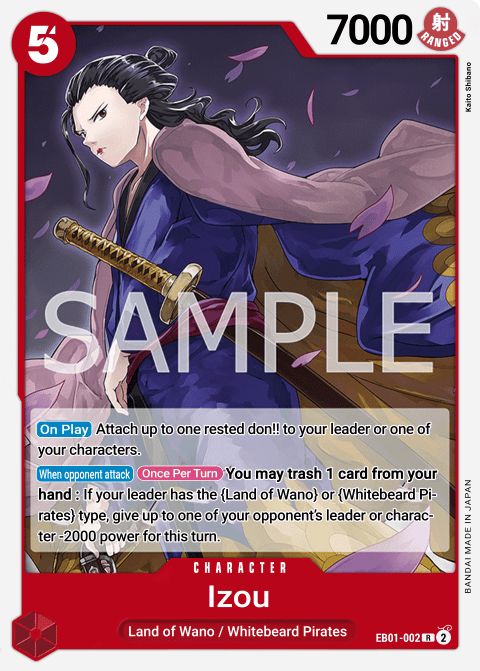 5
7000
射
RANGED
Kaito Shibano
SAMPLE
On Play Attach up to one rested don!! to your leader or one of
your characters.
When opponent attack Once Per Turn You may trash 1 card from your
hand : If your leader has the {Land of Wano} or {Whitebeard Pi-
rates} type, give up to one of your opponent's leader or charac-
ter -2000 power for this turn.
BANDAI MADE IN JAPAN
CHARACTER
Izou
Land of Wano / Whitebeard Pirates
EB01-002 R 2